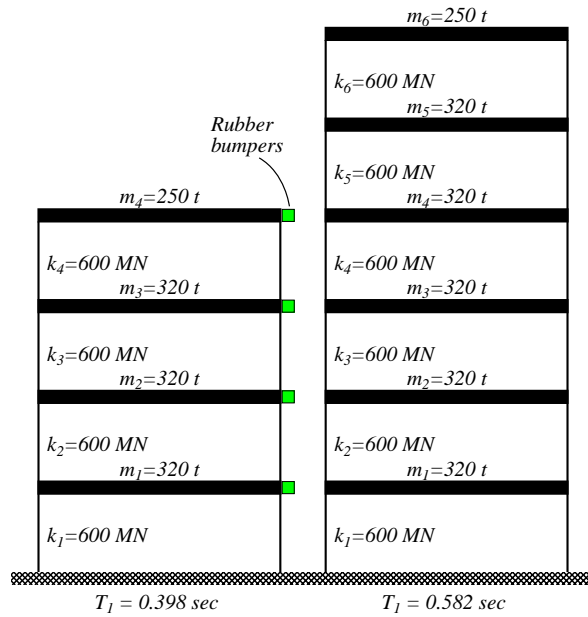 m₆=250 t
k₆=600 MN
m₅=320 t
Rubber
bumpers
k₅=600 MN
m₄=250 t
m₄=320 t
k₄=600 MN
k₄=600 MN
m₃=320 t
m₃=320 t
k₃=600 MN
k₃=600 MN
m₂=320 t
m₂=320 t
k₂=600 MN
k₂=600 MN
m₁=320 t
m₁=320 t
k₁=600 MN
k₁=600 MN
T₁ = 0.398 sec
T₁ = 0.582 sec